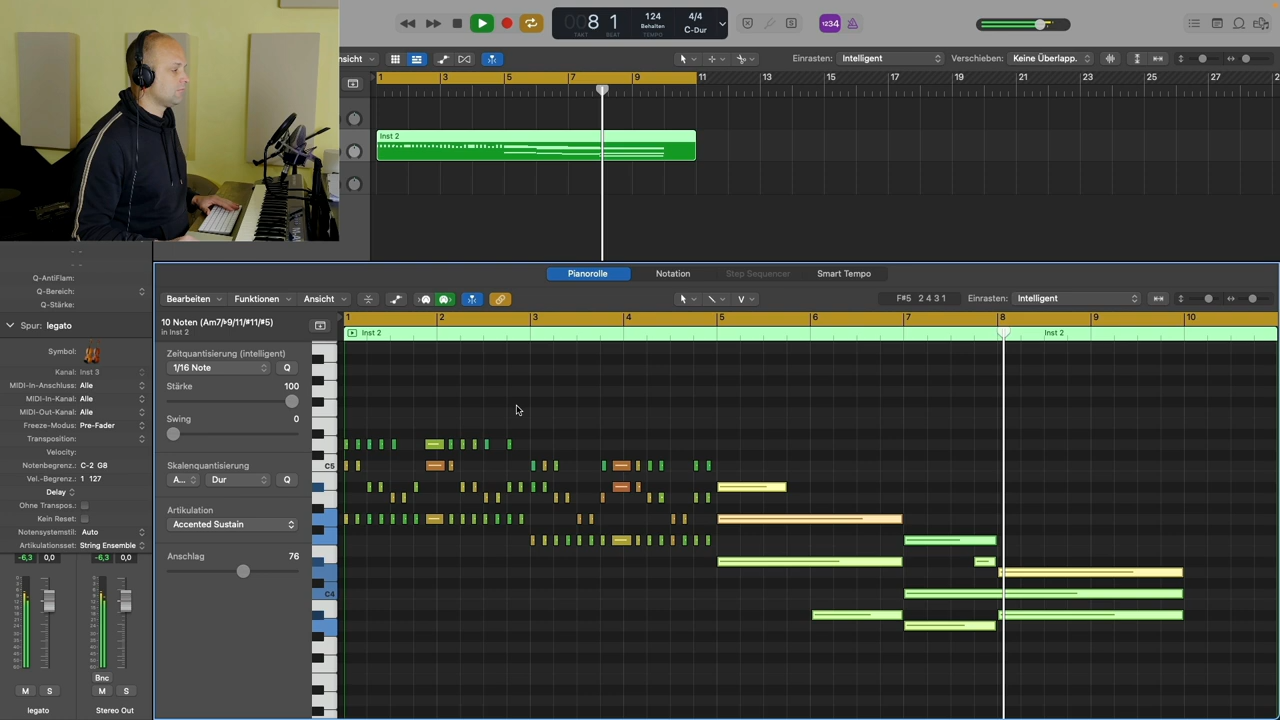 8 1
TAKT BEAT
124
Behalten
TEMPO
4/4
C-Dur
S
1234
nsicht
Einrasten: Intelligent
Verschieben: Keine Überlapp.
1 3 5 7 9 11 13 15 17 19 21 23 25 27
Inst 2
Pianorolle Notation Step Sequencer Smart Tempo
Bearbeiten Funktionen Ansicht
F#5 2 4 3 1
Einrasten: Intelligent
10 Noten (Am7/♭9/11/#11/#5)
in Inst 2
1 2 3 4 5 6 7 8 9 10
Inst 2 Inst 2
Zeitquantisierung (intelligent)
1/16 Note Q
Stärke 100
Swing 0
Skalenquantisierung
A... Dur Q
Artikulation
Accented Sustain
Anschlag 76
C5
C4
Q-AntiFlam:
Q-Bereich:
Q-Stärke:
Spur: legato
Symbol:
Kanal: Inst 3
MIDI-In-Anschluss: Alle
MIDI-In-Kanal: Alle
MIDI-Out-Kanal: Alle
Freeze-Modus: Pre-Fader
Transposition:
Velocity:
Notenbegrenz.: C-2 G8
Vel.-Begrenz.: 1 127
Delay
Ohne Transpos.:
Kein Reset:
Notensystemstil: Auto
Artikulationsset: String Ensemble
-6,3 0,0 -6,3 0,0
Bnc
M S M S
legato Stereo Out